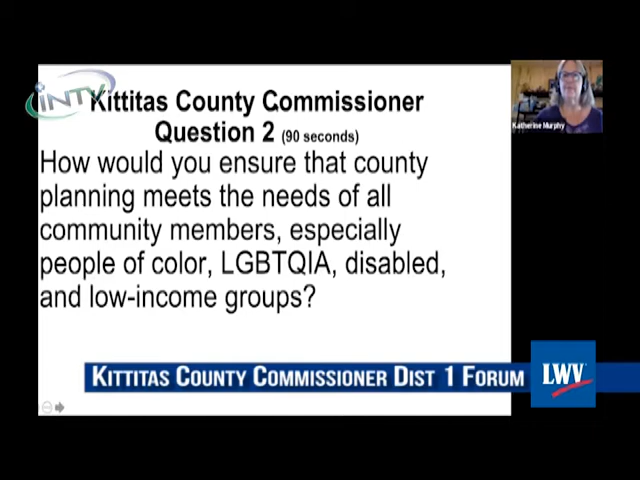 iNTV
Kittitas County Commissioner
Question 2 (90 seconds)
How would you ensure that county
planning meets the needs of all
community members, especially
people of color, LGBTQIA, disabled,
and low-income groups?
Katherine Murphy
KITTITAS COUNTY COMMISSIONER DIST 1 FORUM
LWV